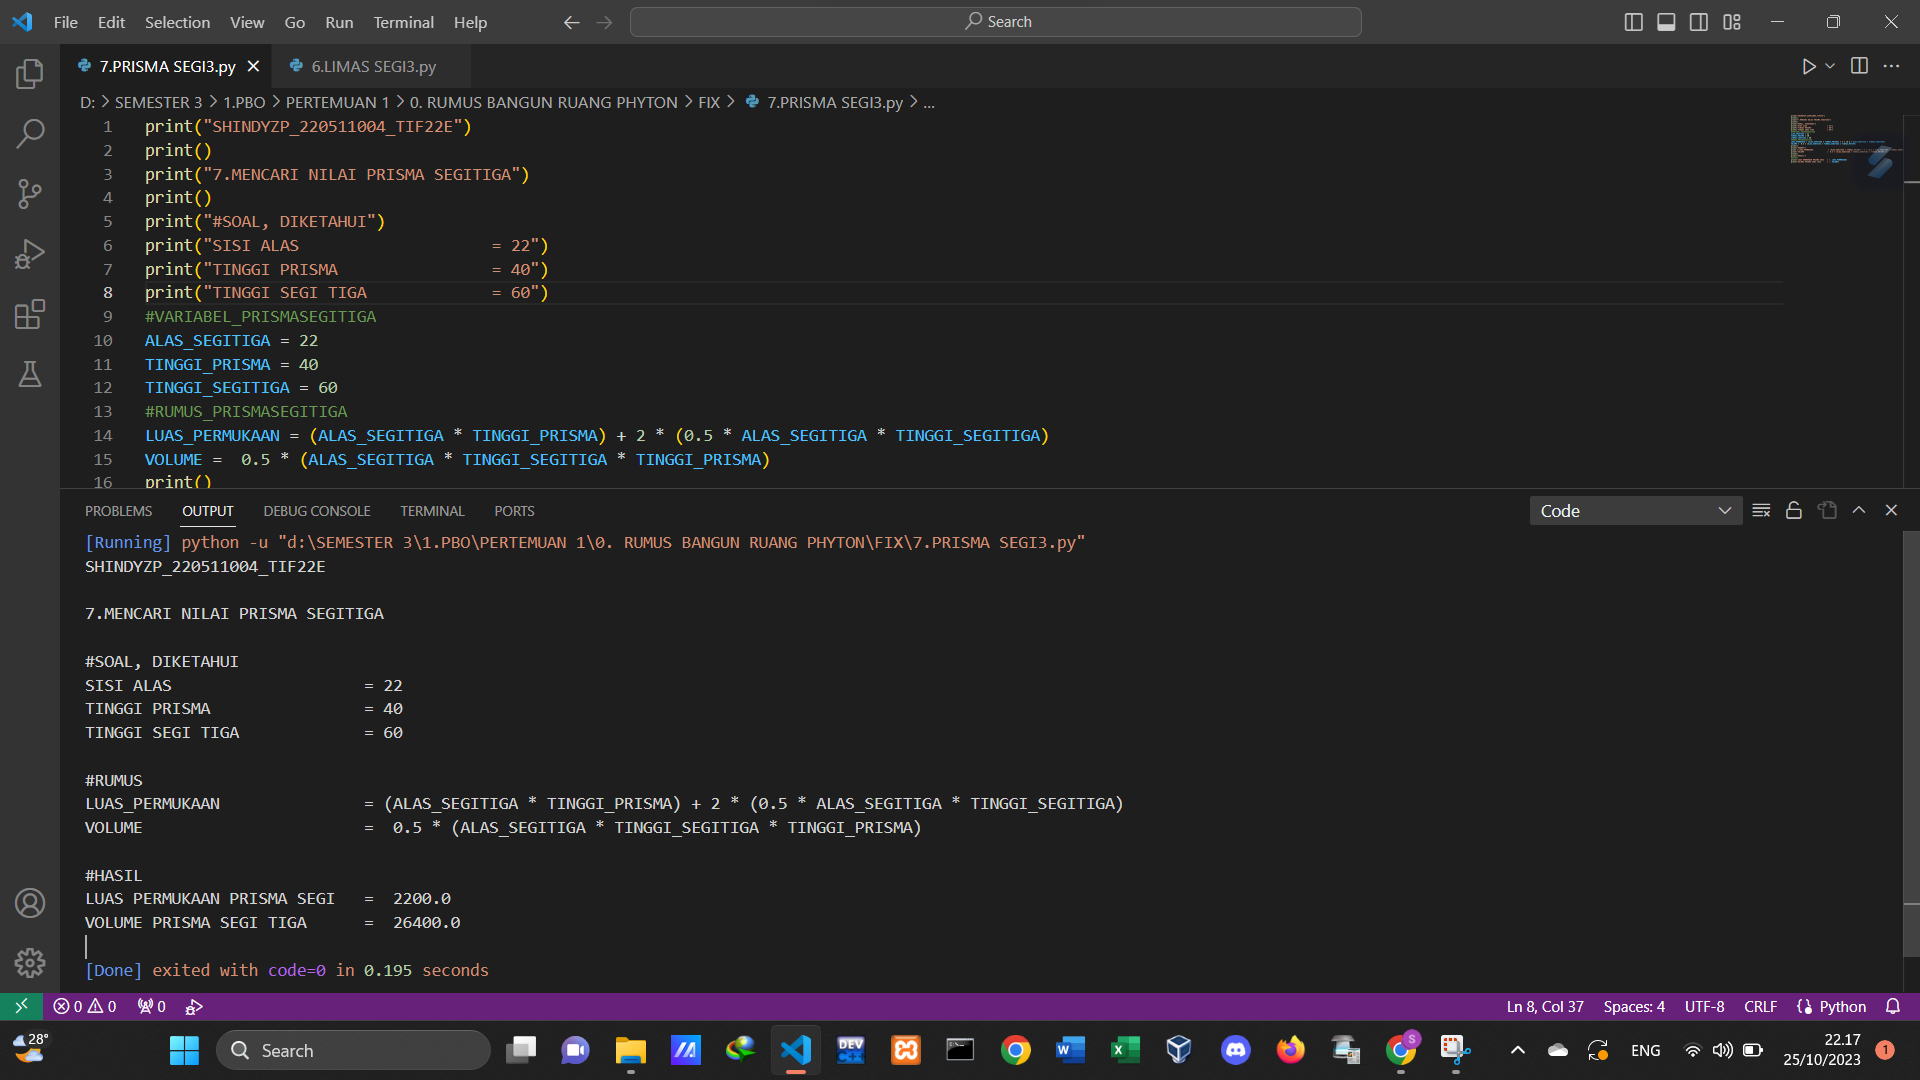 File Edit Selection View Go Run Terminal Help Search
7.PRISMA SEGI3.py 6.LIMAS SEGI3.py
D: > SEMESTER 3 > 1.PBO > PERTEMUAN 1 > 0. RUMUS BANGUN RUANG PHYTON > FIX > 7.PRISMA SEGI3.py > ...
1 print("SHINDYZP_220511004_TIF22E")
2 print()
3 print("7.MENCARI NILAI PRISMA SEGITIGA")
4 print()
5 print("#SOAL, DIKETAHUI")
6 print("SISI ALAS                    = 22")
7 print("TINGGI PRISMA                = 40")
8 print("TINGGI SEGI TIGA             = 60")
9 #VARIABEL_PRISMASEGITIGA
10 ALAS_SEGITIGA = 22
11 TINGGI_PRISMA = 40
12 TINGGI_SEGITIGA = 60
13 #RUMUS_PRISMASEGITIGA
14 LUAS_PERMUKAAN = (ALAS_SEGITIGA * TINGGI_PRISMA) + 2 * (0.5 * ALAS_SEGITIGA * TINGGI_SEGITIGA)
15 VOLUME =  0.5 * (ALAS_SEGITIGA * TINGGI_SEGITIGA * TINGGI_PRISMA)
16 print()
PROBLEMS OUTPUT DEBUG CONSOLE TERMINAL PORTS Code
[Running] python -u "d:\SEMESTER 3\1.PBO\PERTEMUAN 1\0. RUMUS BANGUN RUANG PHYTON\FIX\7.PRISMA SEGI3.py"
SHINDYZP_220511004_TIF22E
7.MENCARI NILAI PRISMA SEGITIGA
#SOAL, DIKETAHUI
SISI ALAS                    = 22
TINGGI PRISMA                = 40
TINGGI SEGI TIGA             = 60
#RUMUS
LUAS_PERMUKAAN               = (ALAS_SEGITIGA * TINGGI_PRISMA) + 2 * (0.5 * ALAS_SEGITIGA * TINGGI_SEGITIGA)
VOLUME                       =  0.5 * (ALAS_SEGITIGA * TINGGI_SEGITIGA * TINGGI_PRISMA)
#HASIL
LUAS PERMUKAAN PRISMA SEGI   =  2200.0
VOLUME PRISMA SEGI TIGA      =  26400.0
[Done] exited with code=0 in 0.195 seconds
0 0 0 Ln 8, Col 37 Spaces: 4 UTF-8 CRLF Python
28° Search DEV C++ S ENG 22.17
25/10/2023 1